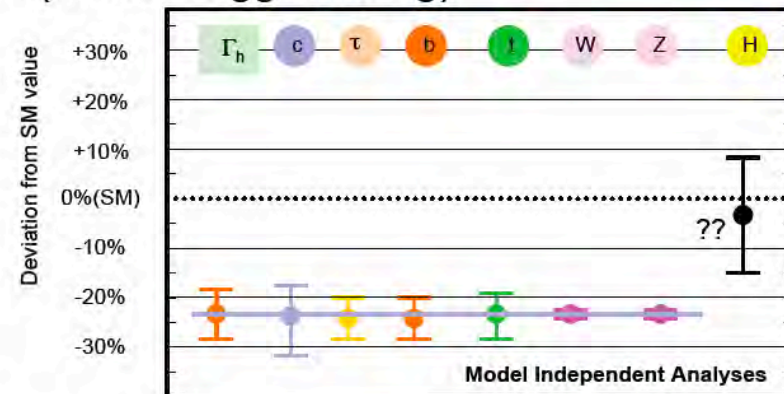 +30%
Γh
c
τ
b
t
W
Z
H
+20%
+10%
0%(SM)
-10%
??
-20%
-30%
Deviation from SM value
Model Independent Analyses